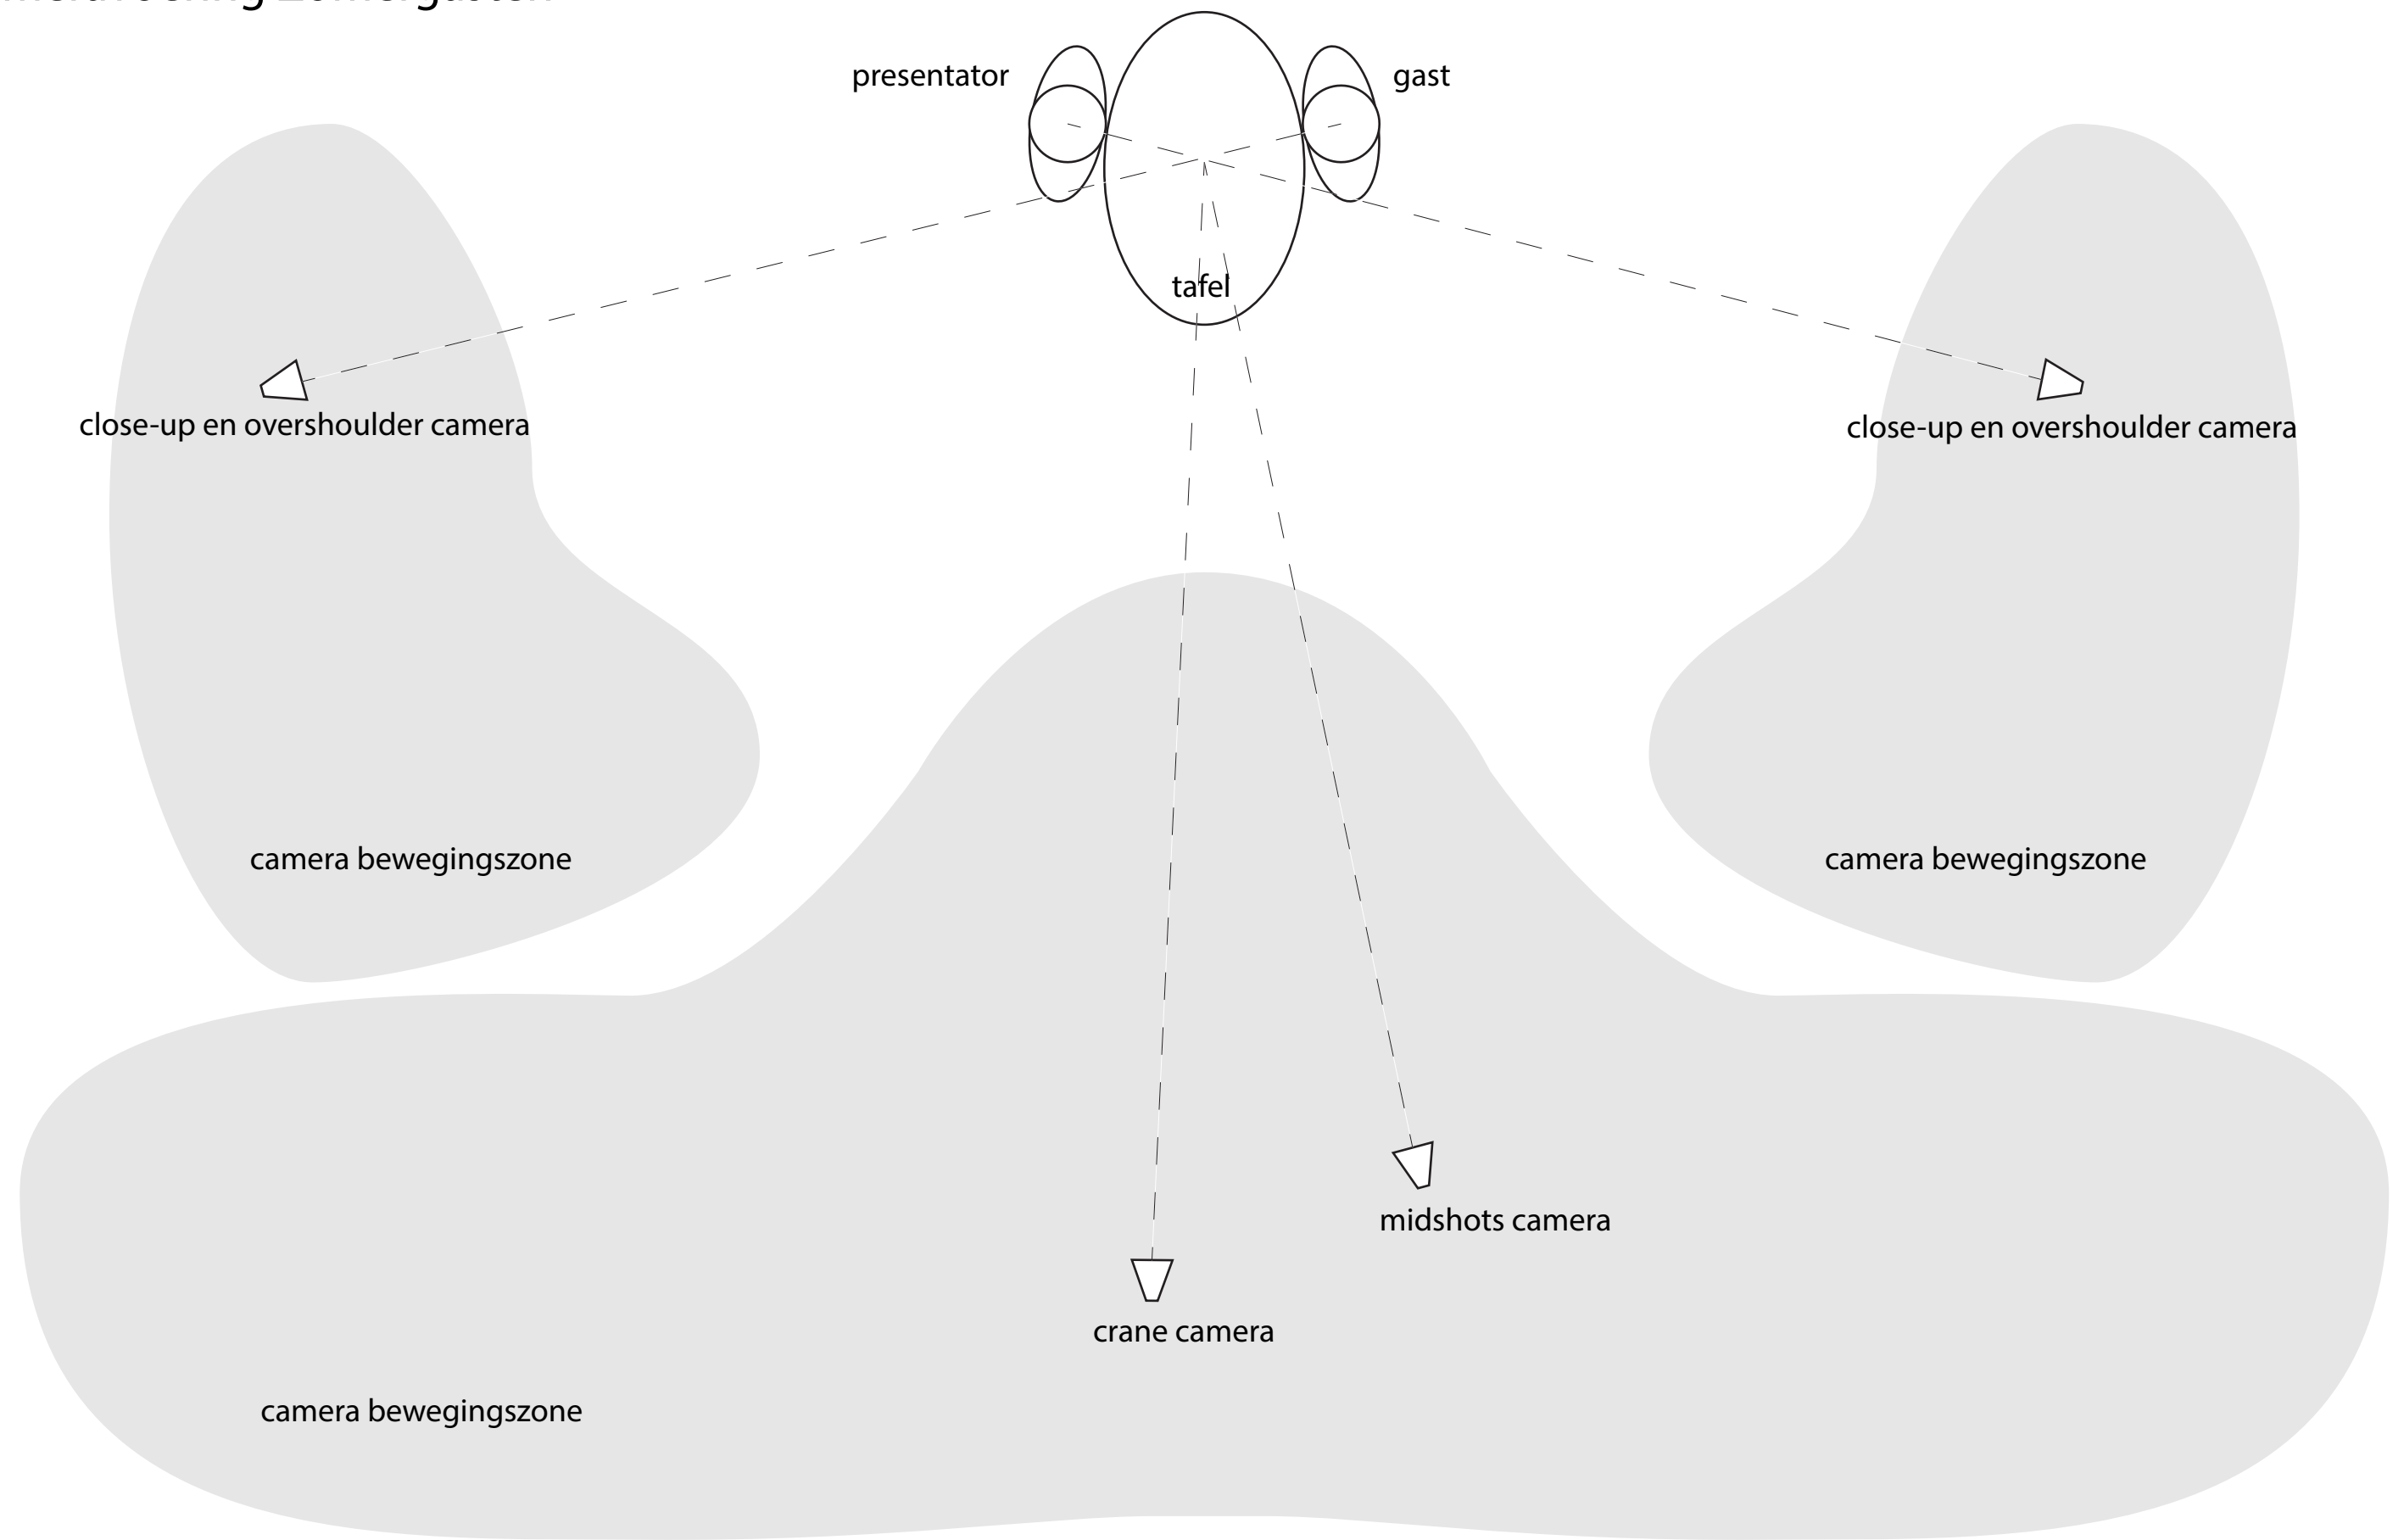 Zomergasten
presentator
gast
tafel
close-up en overshoulder camera
close-up en overshoulder camera
camera bewegingszone
camera bewegingszone
midshots camera
crane camera
camera bewegingszone